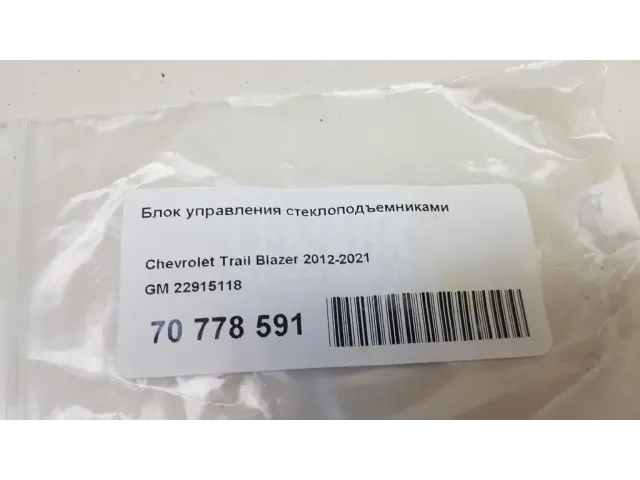 Блок управления стеклоподъемниками
Chevrolet Trail Blazer 2012-2021
GM 22915118
70 778 591